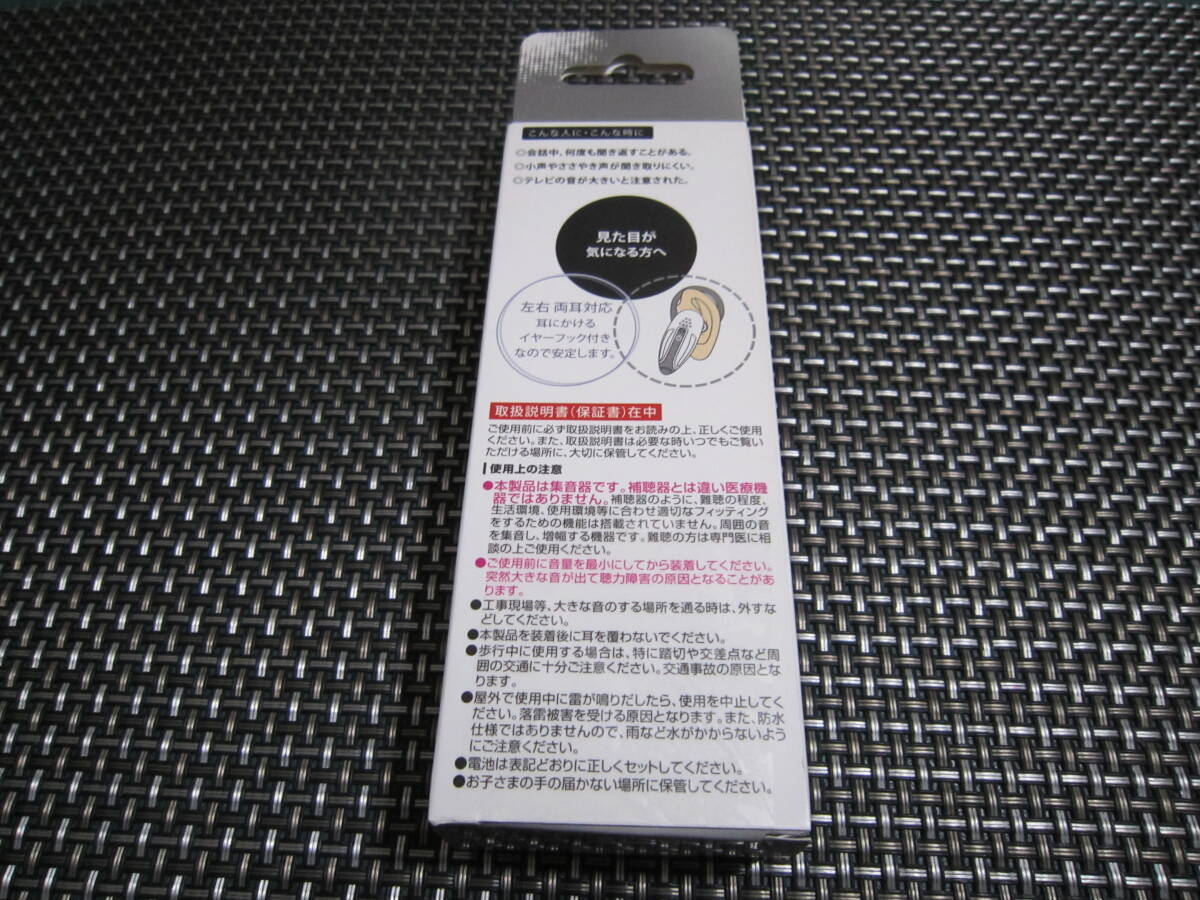 こんな人に・こんな時に
◎会話中、何度も聞き返すことがある。
◎小声やささやき声が聞き取りにくい。
◎テレビの音が大きいと注意された。
見た目が
気になる方へ
左右 両耳対応
耳にかける
イヤーフック付き
なので安定します。
取扱説明書(保証書)在中
ご使用前に必ず取扱説明書をお読みの上、正しくご使用
ください。また、取扱説明書は必要な時いつでもご覧い
ただける場所に、大切に保管してください。
使用上の注意
●本製品は集音器です。補聴器とは違い医療機
器ではありません。補聴器のように、難聴の程度、
生活環境、使用環境等に合わせ適切なフィッティング
をするための機能は搭載されていません。周囲の音
を集音し、増幅する機器です。難聴の方は専門医に相
談の上ご使用ください。
●ご使用前に音量を最小にしてから装着してください。
突然大きな音が出て聴力障害の原因となることがあ
ります。
●工事現場等、大きな音のする場所を通る時は、外すな
どしてください。
●本製品を装着後に耳を覆わないでください。
●歩行中に使用する場合は、特に踏切や交差点など周
囲の交通に十分ご注意ください。交通事故の原因とな
ります。
●屋外で使用中に雷が鳴りだしたら、使用を中止してく
ださい。落雷被害を受ける原因となります。また、防水
仕様ではありませんので、雨など水がかからないよう
にご注意ください。
●電池は表記どおりに正しくセットしてください。
●お子さまの手の届かない場所に保管してください。